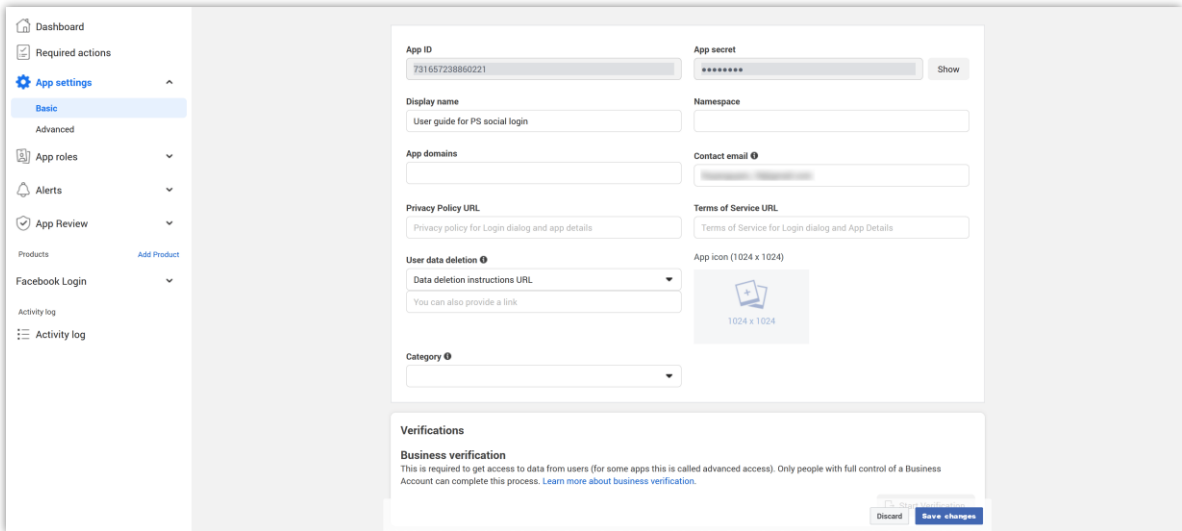 Dashboard
Required actions
App settings
Basic
Advanced
App roles
Alerts
App Review
Products Add Product
Facebook Login
Activity log
Activity log
App ID App secret
731657238860221 ●●●●●●●● Show
Display name Namespace
User guide for PS social login
App domains Contact email
Privacy Policy URL Terms of Service URL
Privacy policy for Login dialog and app details Terms of Service for Login dialog and App Details
User data deletion App icon (1024 x 1024)
Data deletion instructions URL
You can also provide a link
1024 x 1024
Category
Verifications
Business verification
This is required to get access to data from users (for some apps this is called advanced access). Only people with full control of a Business
Account can complete this process. Learn more about business verification.
Start Verification
Discard Save changes